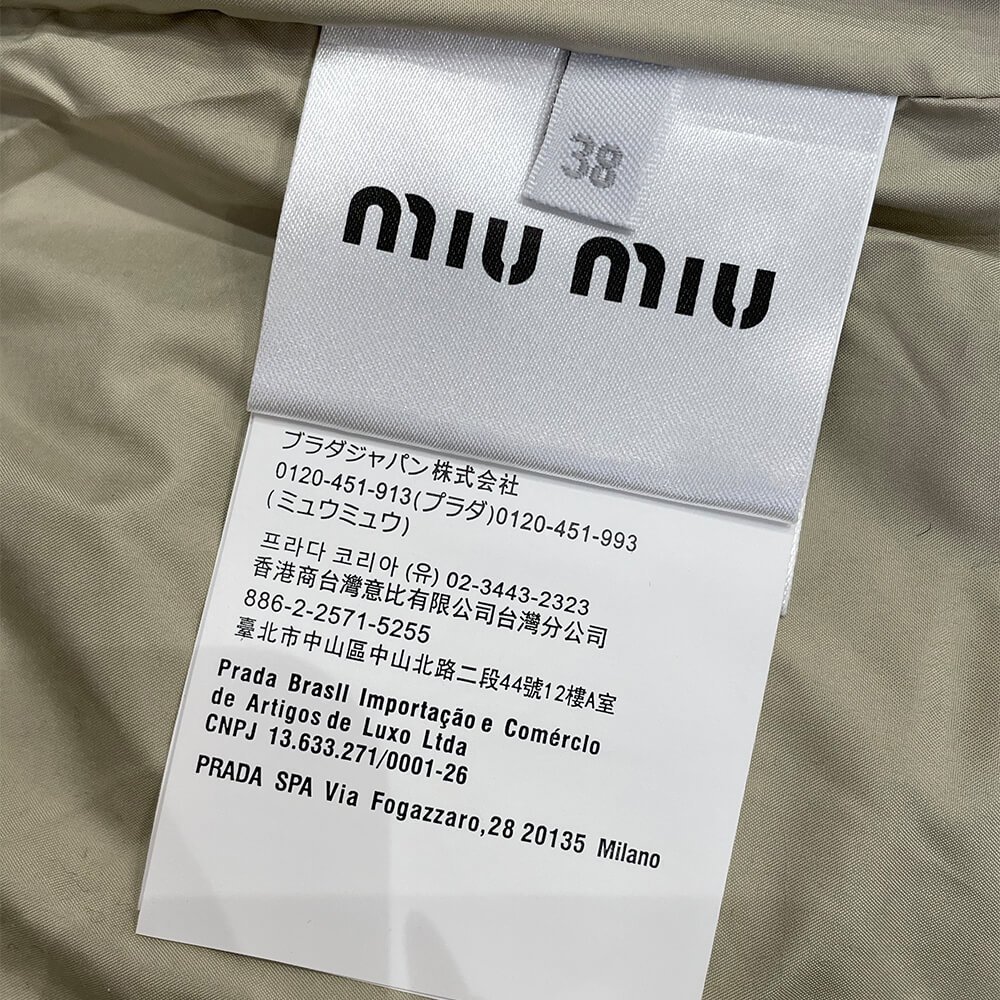 38
miu miu
プラダジャパン株式会社
0120-451-913(プラダ)0120-451-993
(ミュウミュウ)
프라다 코리아 (유) 02-3443-2323
香港商台灣意比有限公司台灣分公司
886-2-2571-5255
臺北市中山區中山北路二段44號12樓A室
Prada Brasll Importação e Comérclo
de Artigos de Luxo Ltda
CNPJ 13.633.271/0001-26
PRADA SPA Via Fogazzaro,28 20135 Milano